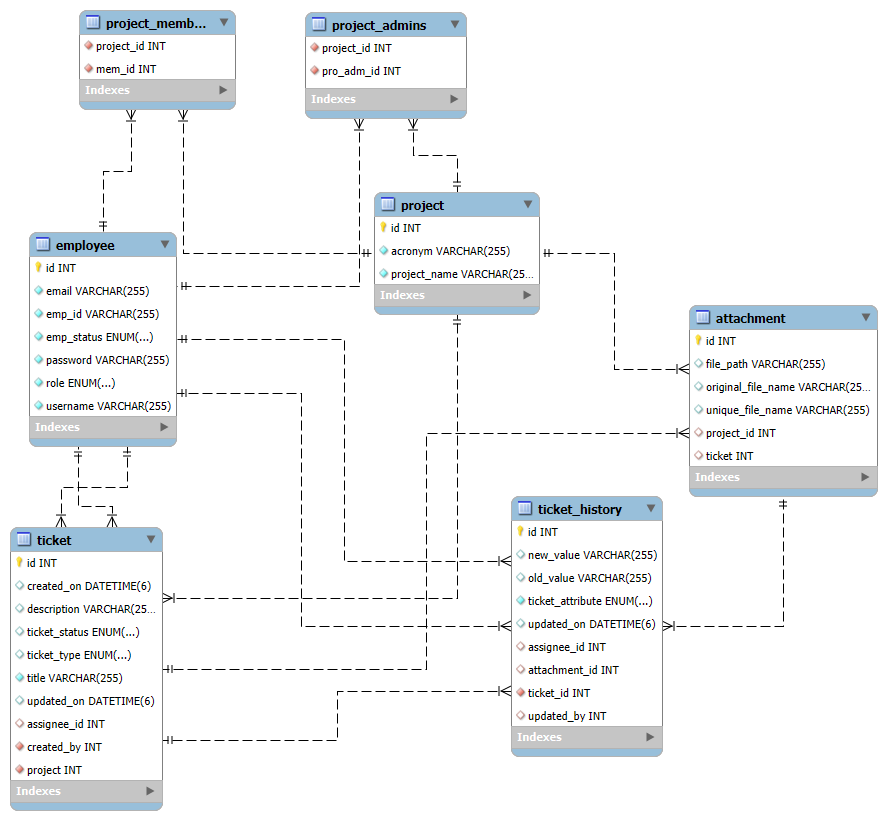 project_memb...
project_id INT
mem_id INT
Indexes
project_admins
project_id INT
pro_adm_id INT
Indexes
project
id INT
acronym VARCHAR(255)
project_name VARCHAR(25...
Indexes
employee
id INT
email VARCHAR(255)
emp_id VARCHAR(255)
emp_status ENUM(...)
password VARCHAR(255)
role ENUM(...)
username VARCHAR(255)
Indexes
attachment
id INT
file_path VARCHAR(255)
original_file_name VARCHAR(25...
unique_file_name VARCHAR(255)
project_id INT
ticket INT
Indexes
ticket_history
id INT
new_value VARCHAR(255)
old_value VARCHAR(255)
ticket_attribute ENUM(...)
updated_on DATETIME(6)
assignee_id INT
attachment_id INT
ticket_id INT
updated_by INT
Indexes
ticket
id INT
created_on DATETIME(6)
description VARCHAR(25...
ticket_status ENUM(...)
ticket_type ENUM(...)
title VARCHAR(255)
updated_on DATETIME(6)
assignee_id INT
created_by INT
project INT
Indexes